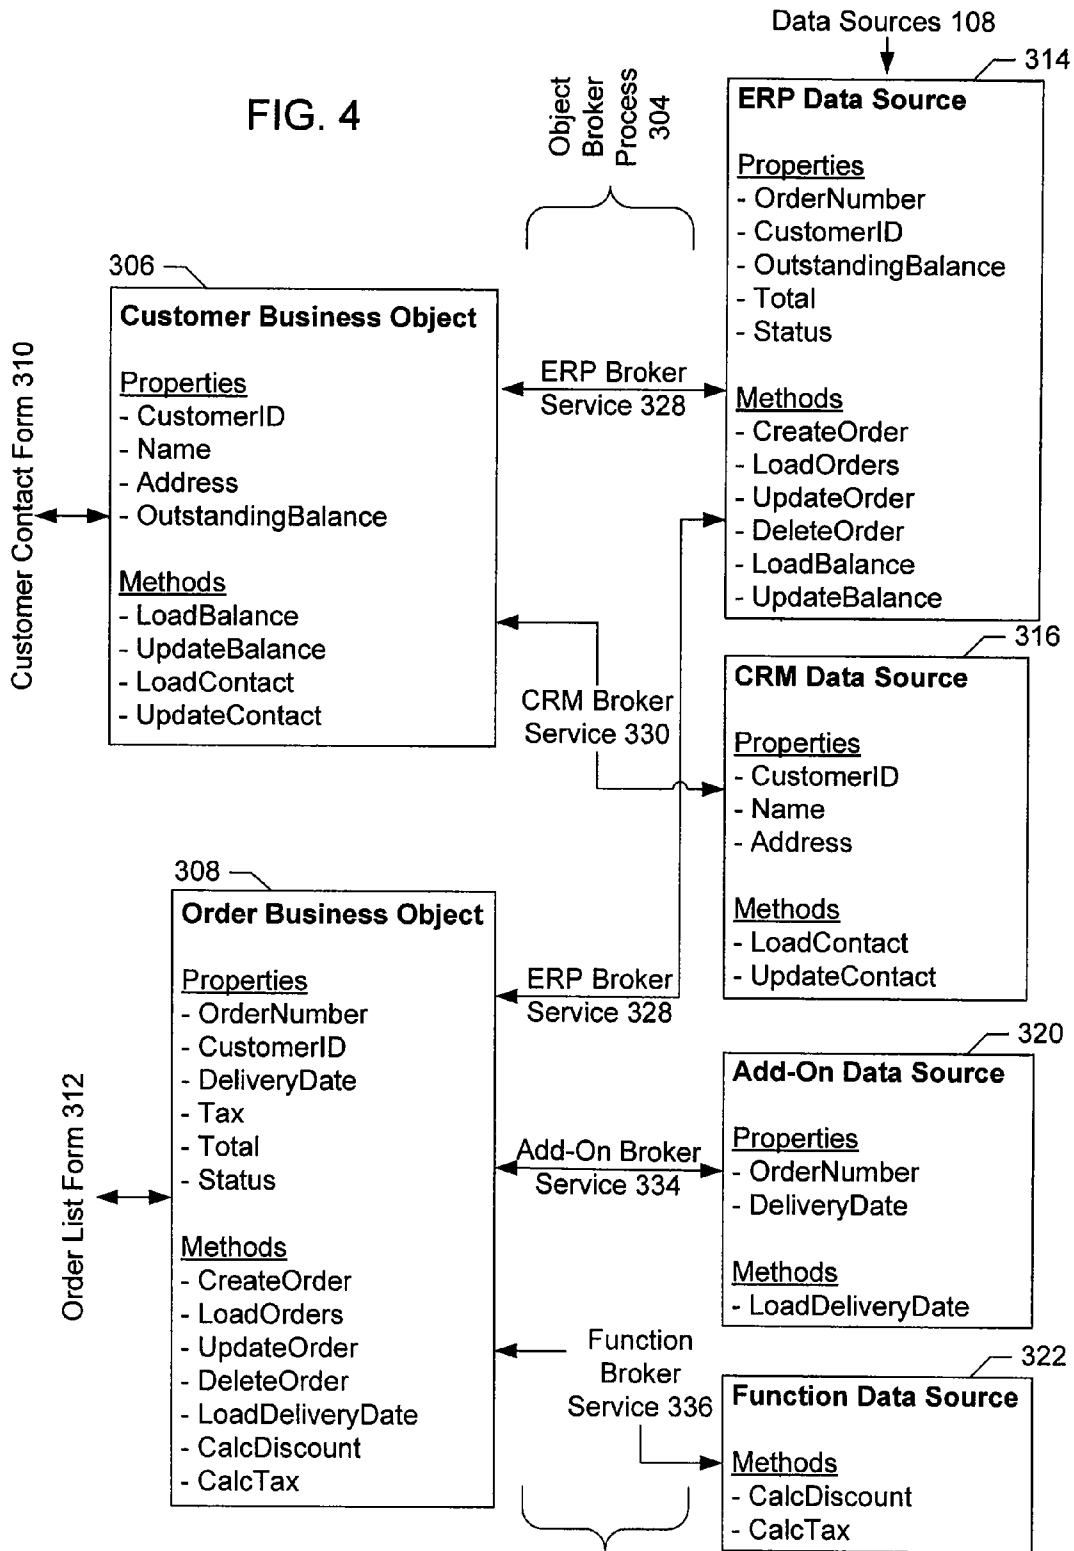 Data Sources 108
314
FIG. 4
Object
Broker
Process
304
ERP Data Source
Properties
- OrderNumber
- CustomerID
- OutstandingBalance
- Total
- Status
Methods
- CreateOrder
- LoadOrders
- UpdateOrder
- DeleteOrder
- LoadBalance
- UpdateBalance
306
Customer Business Object
Properties
- CustomerID
- Name
- Address
- OutstandingBalance
Methods
- LoadBalance
- UpdateBalance
- LoadContact
- UpdateContact
Customer Contact Form 310
ERP Broker
Service 328
CRM Broker
Service 330
316
CRM Data Source
Properties
- CustomerID
- Name
- Address
Methods
- LoadContact
- UpdateContact
308
Order Business Object
Properties
- OrderNumber
- CustomerID
- DeliveryDate
- Tax
- Total
- Status
Methods
- CreateOrder
- LoadOrders
- UpdateOrder
- DeleteOrder
- LoadDeliveryDate
- CalcDiscount
- CalcTax
Order List Form 312
ERP Broker
Service 328
Add-On Broker
Service 334
Function
Broker
Service 336
320
Add-On Data Source
Properties
- OrderNumber
- DeliveryDate
Methods
- LoadDeliveryDate
322
Function Data Source
Methods
- CalcDiscount
- CalcTax